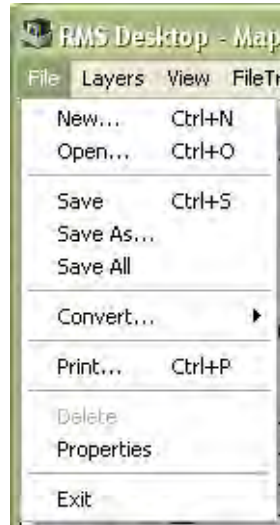 RMS Desktop - Map
File Layers View
New... Ctrl+N
Open... Ctrl+O
Save Ctrl+S
Save As...
Save All
Convert...
Print... Ctrl+P
Delete
Properties
Exit